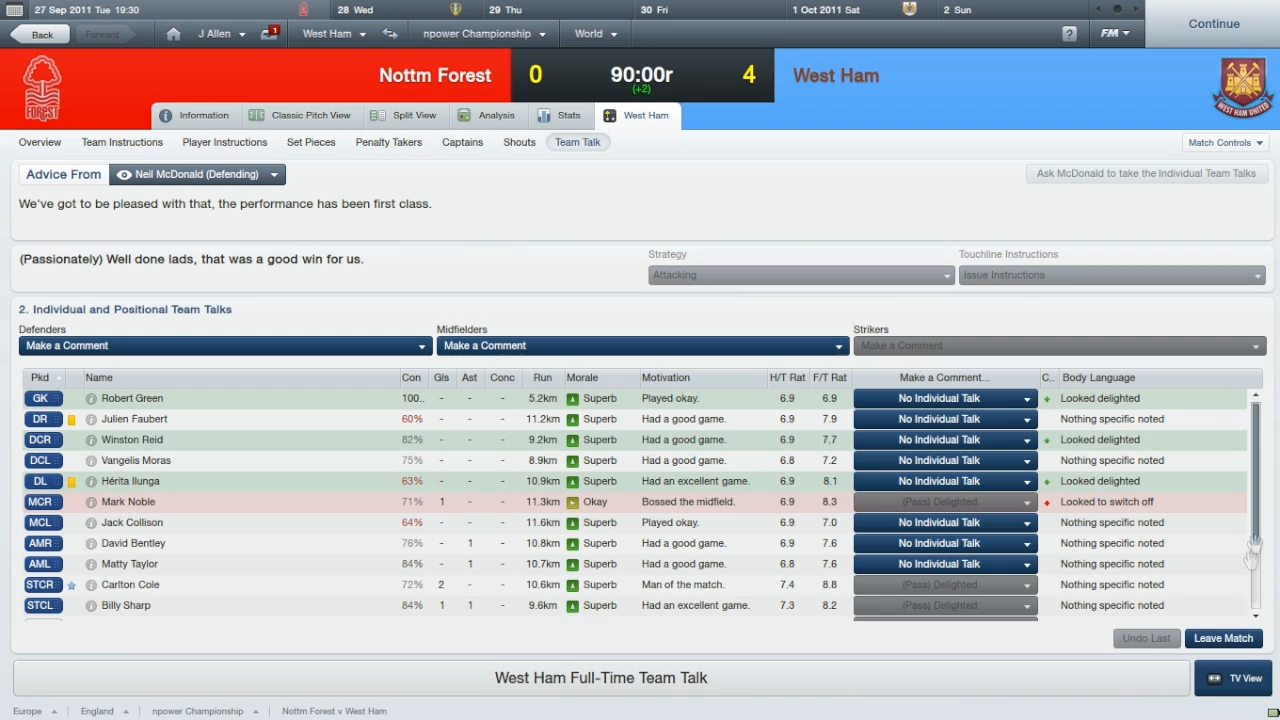 27 Sep 2011 Tue 19:30 28 Wed 29 Thu 30 Fri 1 Oct 2011 Sat 2 Sun
Back Forward J Allen 1 West Ham npower Championship World ? FM Continue
Nottm Forest 0 90:00r 4 West Ham
(+2)
FOREST
WEST HAM UNITED
Information Classic Pitch View Split View Analysis Stats West Ham
Overview Team Instructions Player Instructions Set Pieces Penalty Takers Captains Shouts Team Talk Match Controls
Advice From Neil McDonald (Defending) Ask McDonald to take the Individual Team Talks
We've got to be pleased with that, the performance has been first class.
Strategy Touchline Instructions
(Passionately) Well done lads, that was a good win for us.
Attacking Issue Instructions
2. Individual and Positional Team Talks
Defenders Midfielders Strikers
Make a Comment Make a Comment Make a Comment
Pkd Name Con Gls Ast Conc Run Morale Motivation H/T Rat F/T Rat Make a Comment... C.. Body Language
GK Robert Green 100.. - - - 5.2km Superb Played okay. 6.9 6.9 No Individual Talk Looked delighted
DR Julien Faubert 60% - - - 11.2km Superb Had a good game. 6.9 7.9 No Individual Talk Nothing specific noted
DCR Winston Reid 82% - - - 9.2km Superb Had a good game. 6.9 7.7 No Individual Talk Looked delighted
DCL Vangelis Moras 75% - - - 8.9km Superb Had a good game. 6.8 7.2 No Individual Talk Nothing specific noted
DL Hérita Ilunga 63% - - - 10.9km Superb Had an excellent game. 6.9 8.1 No Individual Talk Looked delighted
MCR Mark Noble 71% 1 - - 11.3km Okay Bossed the midfield. 6.9 8.3 (Pass) Delighted Looked to switch off
MCL Jack Collison 64% - - - 11.6km Superb Played okay. 6.9 7.0 No Individual Talk Nothing specific noted
AMR David Bentley 76% - 1 - 10.8km Superb Had a good game. 6.9 7.6 No Individual Talk Nothing specific noted
AML Matty Taylor 84% - 1 - 10.7km Superb Had a good game. 6.8 7.6 No Individual Talk Nothing specific noted
STCR Carlton Cole 72% 2 - - 10.6km Superb Man of the match. 7.4 8.8 (Pass) Delighted Nothing specific noted
STCL Billy Sharp 84% 1 1 - 9.6km Superb Had an excellent game. 7.3 8.2 (Pass) Delighted Nothing specific noted
Undo Last Leave Match
West Ham Full-Time Team Talk TV View
Europe England npower Championship Nottm Forest v West Ham